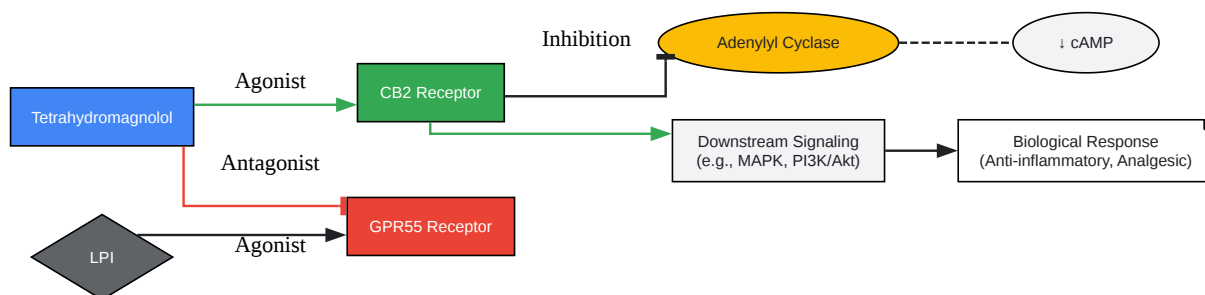 Inhibition
Adenylyl Cyclase
↓ cAMP
Agonist
CB2 Receptor
Tetrahydromagnolol
Downstream Signaling
(e.g., MAPK, PI3K/Akt)
Biological Response
(Anti-inflammatory, Analgesic)
Antagonist
GPR55 Receptor
Agonist
LPI